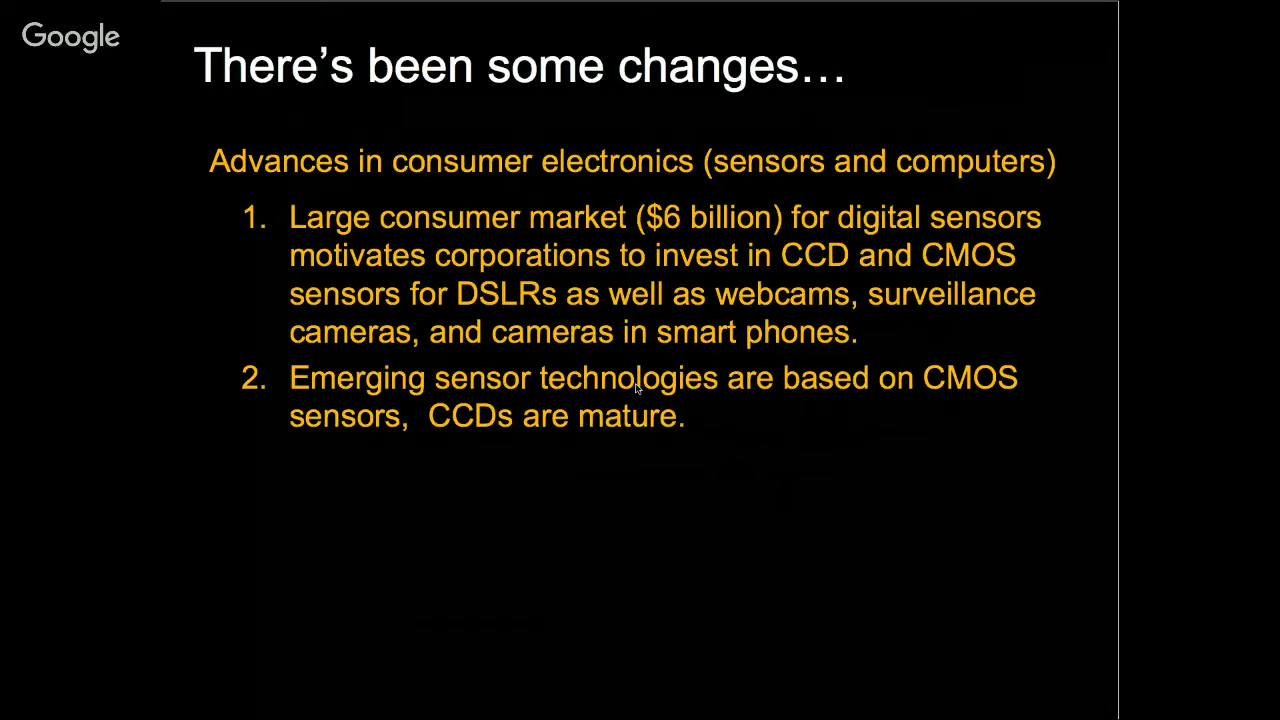 Google
There’s been some changes…
Advances in consumer electronics (sensors and computers)
1. Large consumer market ($6 billion) for digital sensors
motivates corporations to invest in CCD and CMOS
sensors for DSLRs as well as webcams, surveillance
cameras, and cameras in smart phones.
2. Emerging sensor technologies are based on CMOS
sensors,  CCDs are mature.